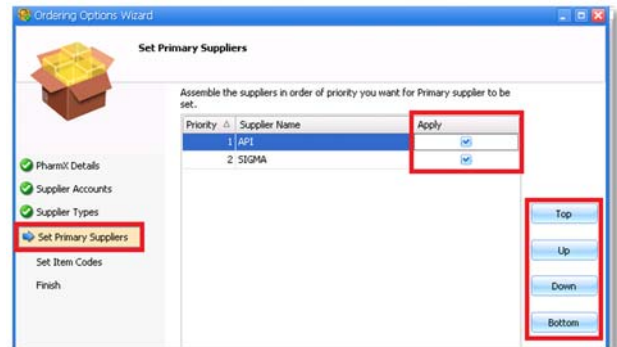 Ordering Options Wizard
Set Primary Suppliers
Assemble the suppliers in order of priority you want for Primary supplier to be
set.
Priority Supplier Name Apply
1 API
2 SIGMA
PharmX Details
Supplier Accounts
Supplier Types
Set Primary Suppliers
Set Item Codes
Finish
Top
Up
Down
Bottom